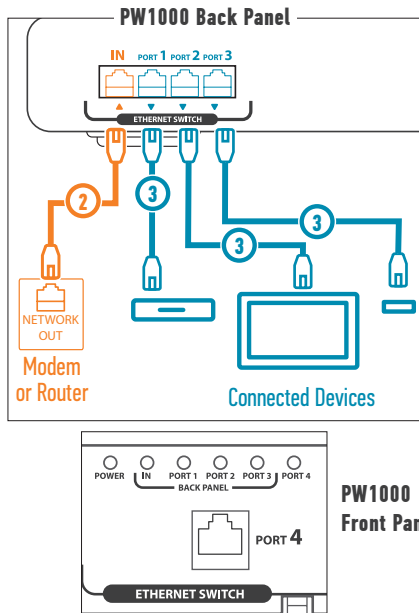 PW1000 Back Panel
IN PORT 1 PORT 2 PORT 3
ETHERNET SWITCH
2
3
3
3
NETWORK
OUT
Modem
or Router
Connected Devices
POWER IN PORT 1 PORT 2 PORT 3 PORT 4
BACK PANEL
PORT 4
ETHERNET SWITCH
PW1000
Front Pan